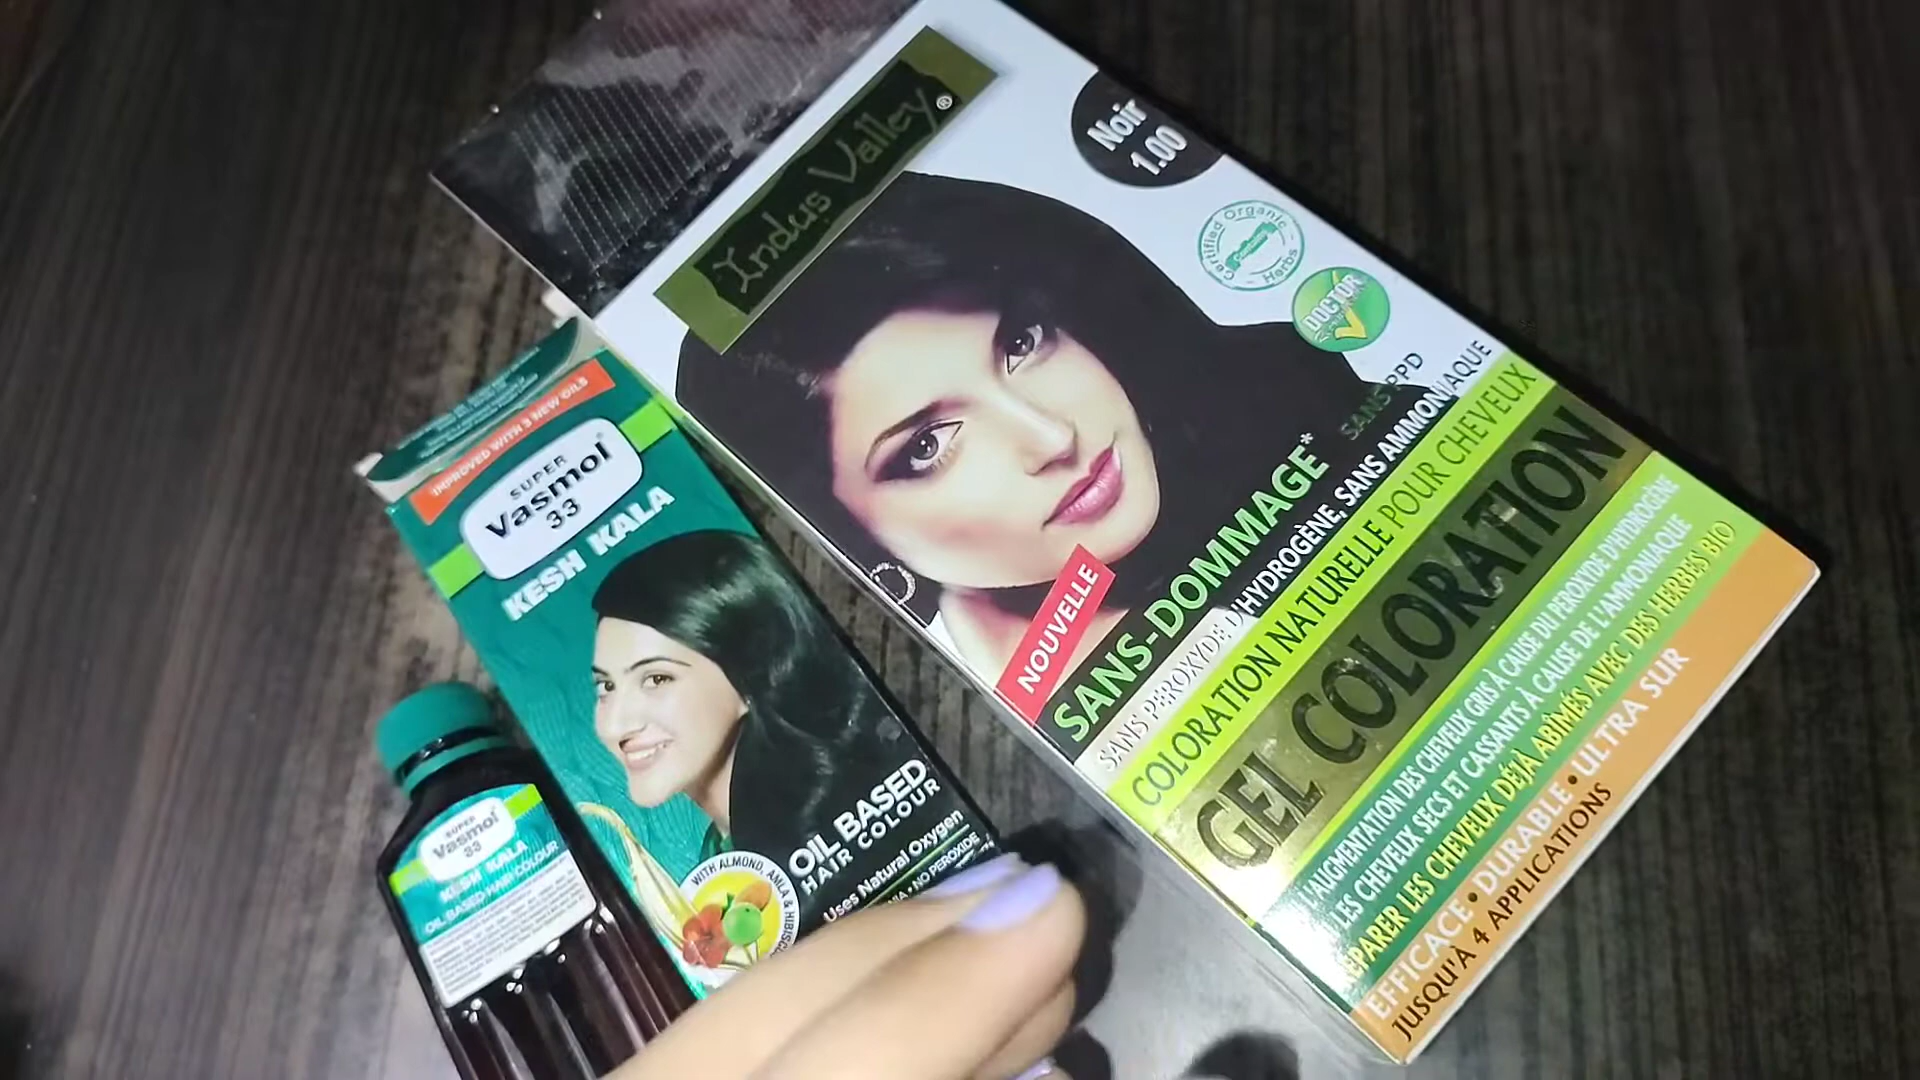 Indus Valley®
Noir
1.00
Certified Organic
Herbs
DOCTOR
SANS PPD
NOUVELLE
SANS-DOMMAGE*
SANS PEROXYDE D'HYDROGÈNE, SANS AMMONIAQUE
COLORATION NATURELLE POUR CHEVEUX
GEL COLORATION
L'AUGMENTATION DES CHEVEUX GRIS À CAUSE DU PEROXYDE D'HYDROGÈNE
LES CHEVEUX SECS ET CASSANTS À CAUSE DE L'AMMONIAQUE
ÉPARER LES CHEVEUX DÉJÀ ABÎMÉS AVEC DES HERBES BIO
EFFICACE • DURABLE • ULTRA SUR
JUSQU'À 4 APPLICATIONS
IMPROVED WITH 3 NEW OILS
SUPER
Vasmol
33
KESH KALA
OIL BASED
HAIR COLOUR
Uses Natural Oxygen
NIA • NO PEROXIDE
WITH ALMOND, AMLA & HIBISCU
SUPER
Vasmol
33
KESH KALA
OIL BASED HAIR COLOUR